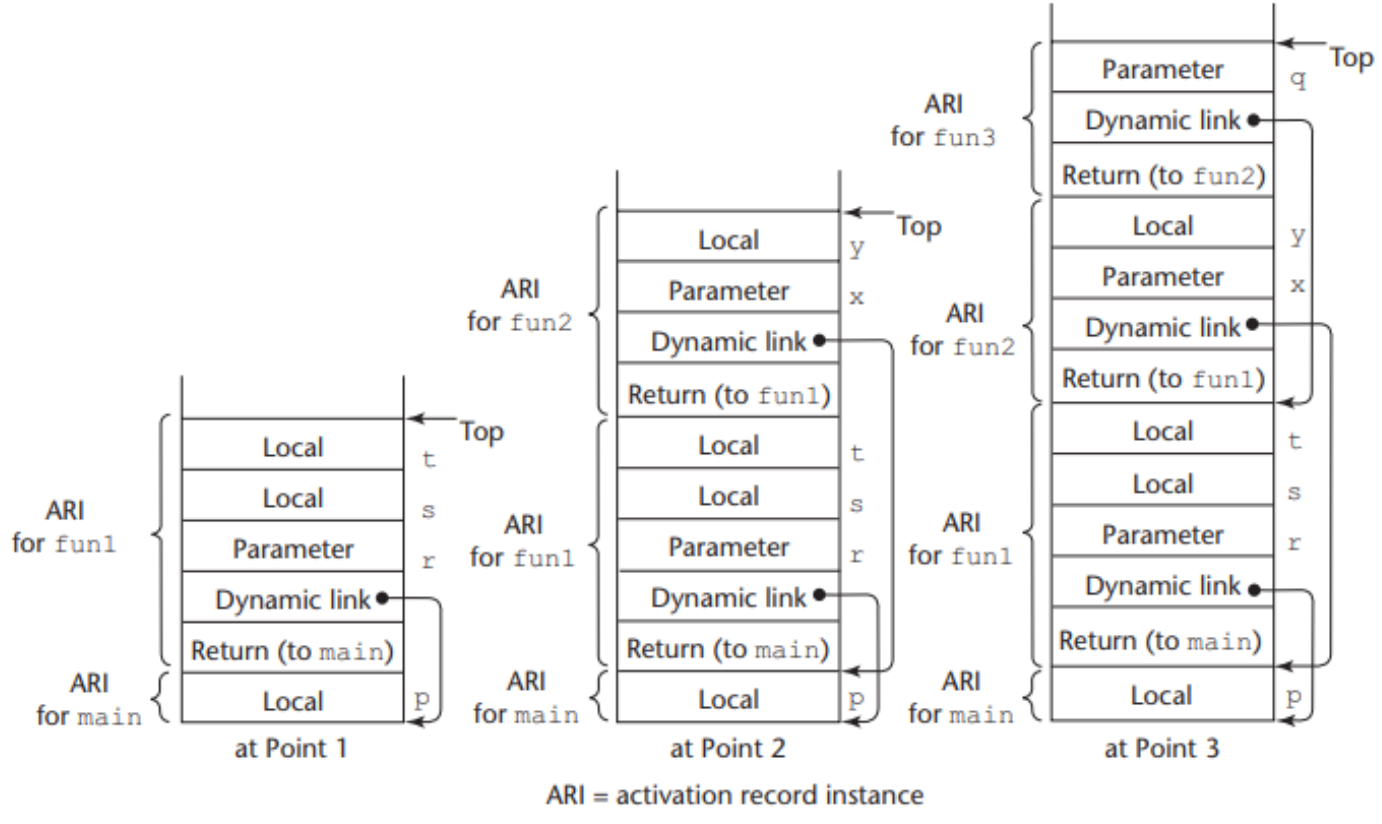 Local
t
Local
s
Parameter
r
Dynamic link
Return (to main)
Local
p
Top
ARI
for fun1
ARI
for main
at Point 1
Local
y
Parameter
x
Dynamic link
Return (to fun1)
Local
t
Local
s
Parameter
r
Dynamic link
Return (to main)
Local
p
Top
ARI
for fun2
ARI
for fun1
ARI
for main
at Point 2
Parameter
q
Dynamic link
Return (to fun2)
Local
y
Parameter
x
Dynamic link
Return (to fun1)
Local
t
Local
s
Parameter
r
Dynamic link
Return (to main)
Local
p
Top
ARI
for fun3
ARI
for fun2
ARI
for fun1
ARI
for main
at Point 3
ARI = activation record instance